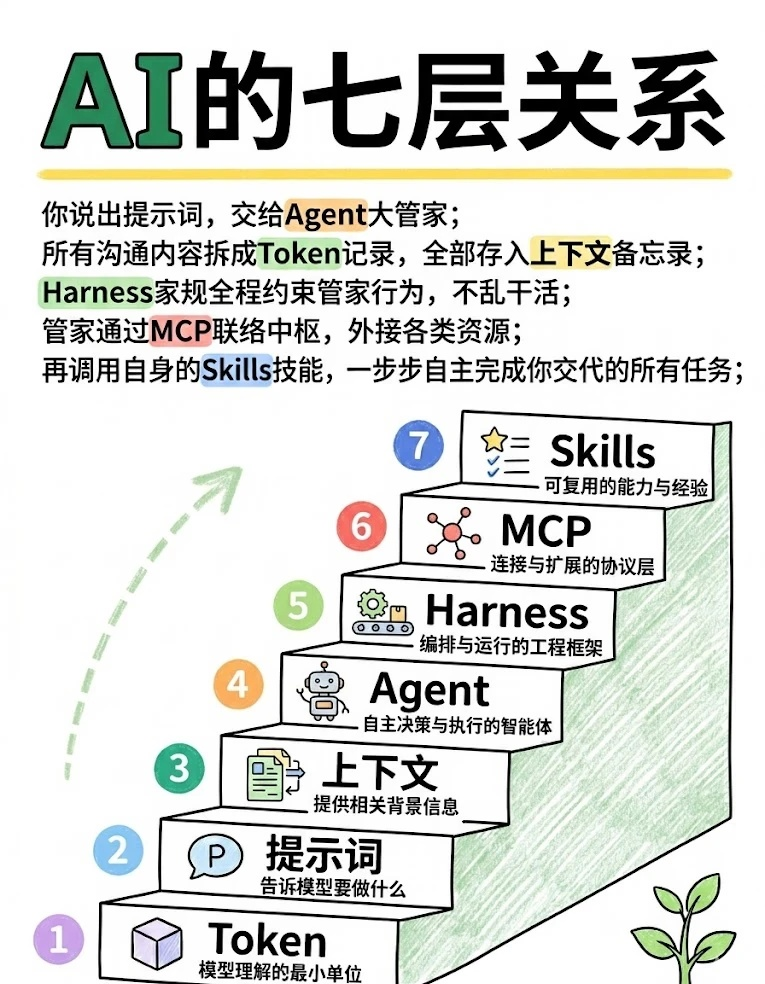 AI的七层关系
你说出提示词，交给Agent大管家；
所有沟通内容拆成Token记录，全部存入上下文备忘录；
Harness家规全程约束管家行为，不乱干活；
管家通过MCP联络中枢，外接各类资源；
再调用自身的Skills技能，一步步自主完成你交代的所有任务；
7
Skills
可复用的能力与经验
6
MCP
连接与扩展的协议层
5
Harness
编排与运行的工程框架
4
Agent
自主决策与执行的智能体
3
上下文
提供相关背景信息
2
P
提示词
告诉模型要做什么
1
Token
模型理解的最小单位